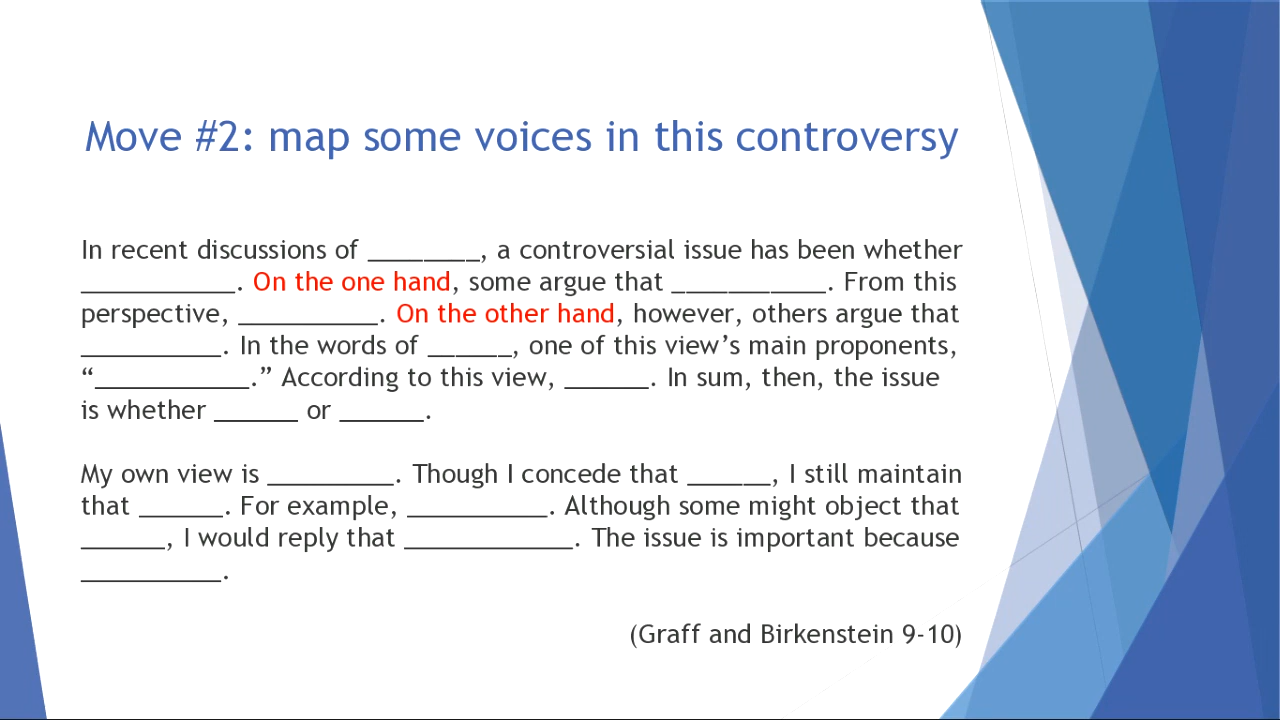 Move #2: map some voices in this controversy
In recent discussions of ________, a controversial issue has been whether
___________. On the one hand, some argue that ___________. From this
perspective, __________. On the other hand, however, others argue that
__________. In the words of ______, one of this view’s main proponents,
“___________.” According to this view, ______. In sum, then, the issue
is whether ______ or ______.
My own view is _________. Though I concede that ______, I still maintain
that ______. For example, __________. Although some might object that
______, I would reply that ____________. The issue is important because
__________.
(Graff and Birkenstein 9-10)